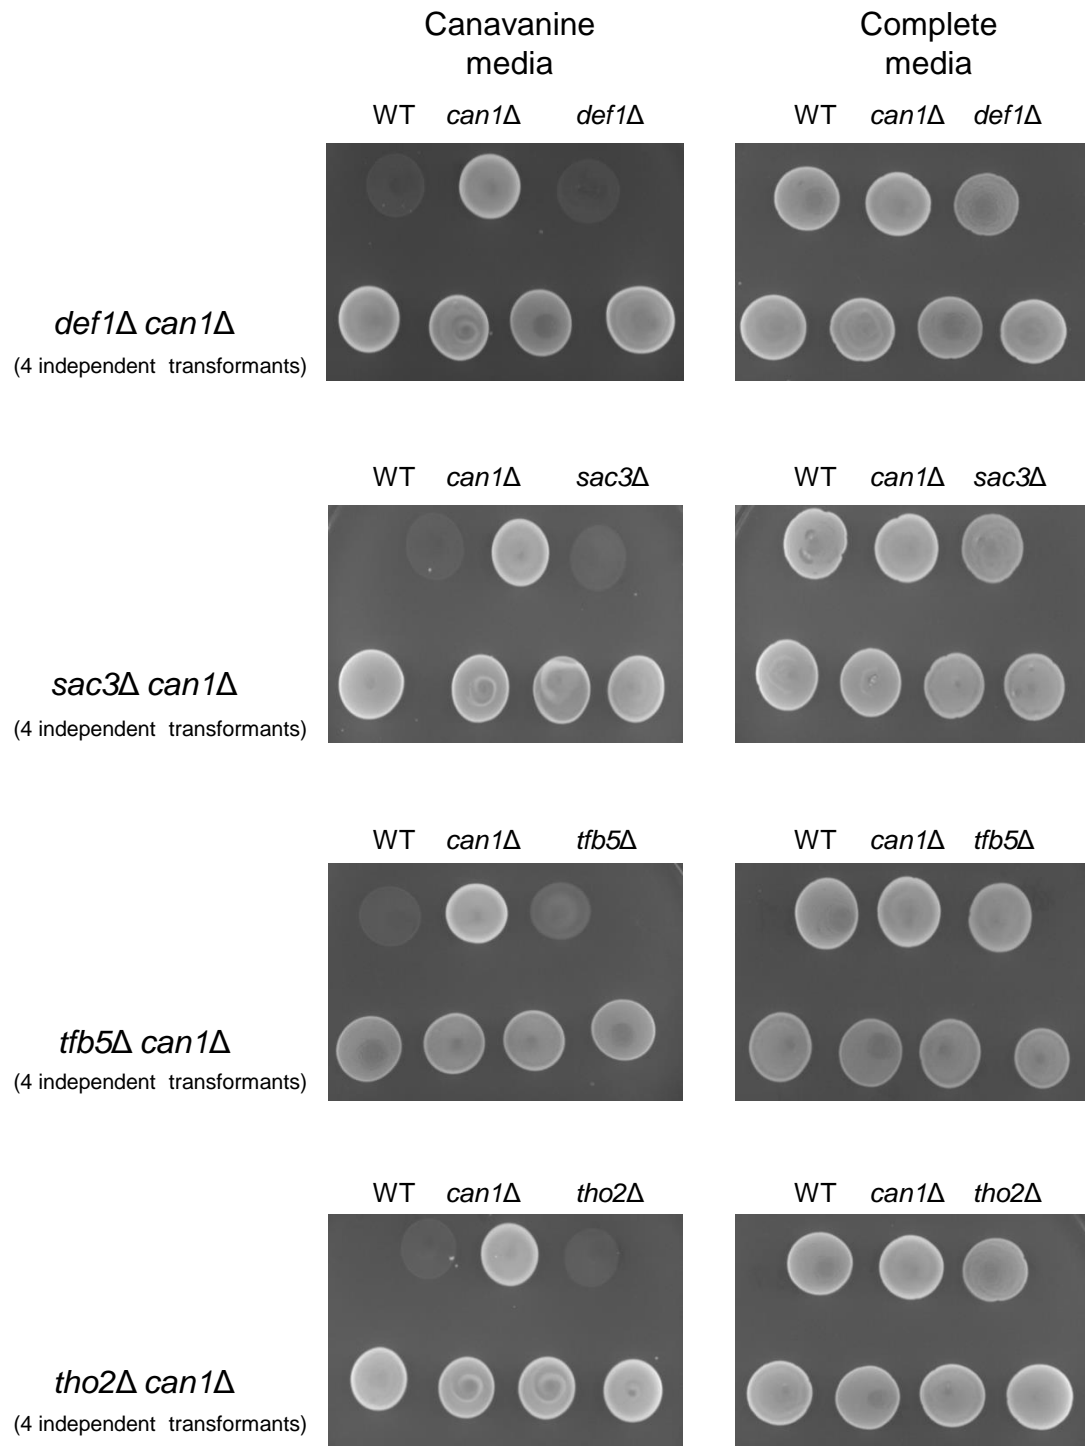 Canavanine media
Complete media
WT can1Δ def1Δ
WT can1Δ def1Δ
def1Δ can1Δ
(4 independent transformants)
WT can1Δ sac3Δ
WT can1Δ sac3Δ
sac3Δ can1Δ
(4 independent transformants)
WT can1Δ tfb5Δ
WT can1Δ tfb5Δ
tfb5Δ can1Δ
(4 independent transformants)
WT can1Δ tho2Δ
WT can1Δ tho2Δ
tho2Δ can1Δ
(4 independent transformants)